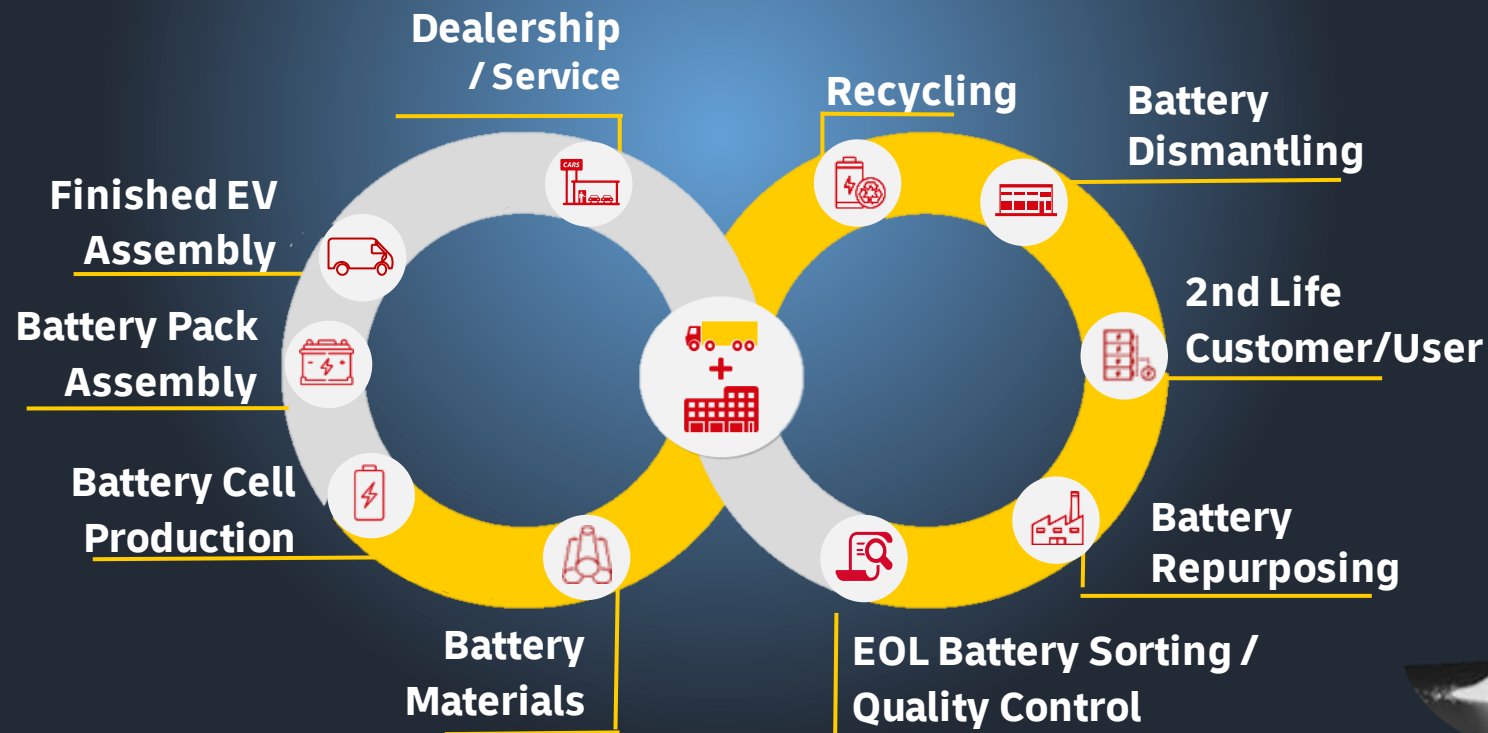 Dealership
/ Service
Recycling
Battery
Dismantling
CARS
Finished EV
Assembly
2nd Life
Customer/User
Battery Pack
Assembly
Battery Cell
Production
Battery
Repurposing
Battery
Materials
EOL Battery Sorting /
Quality Control